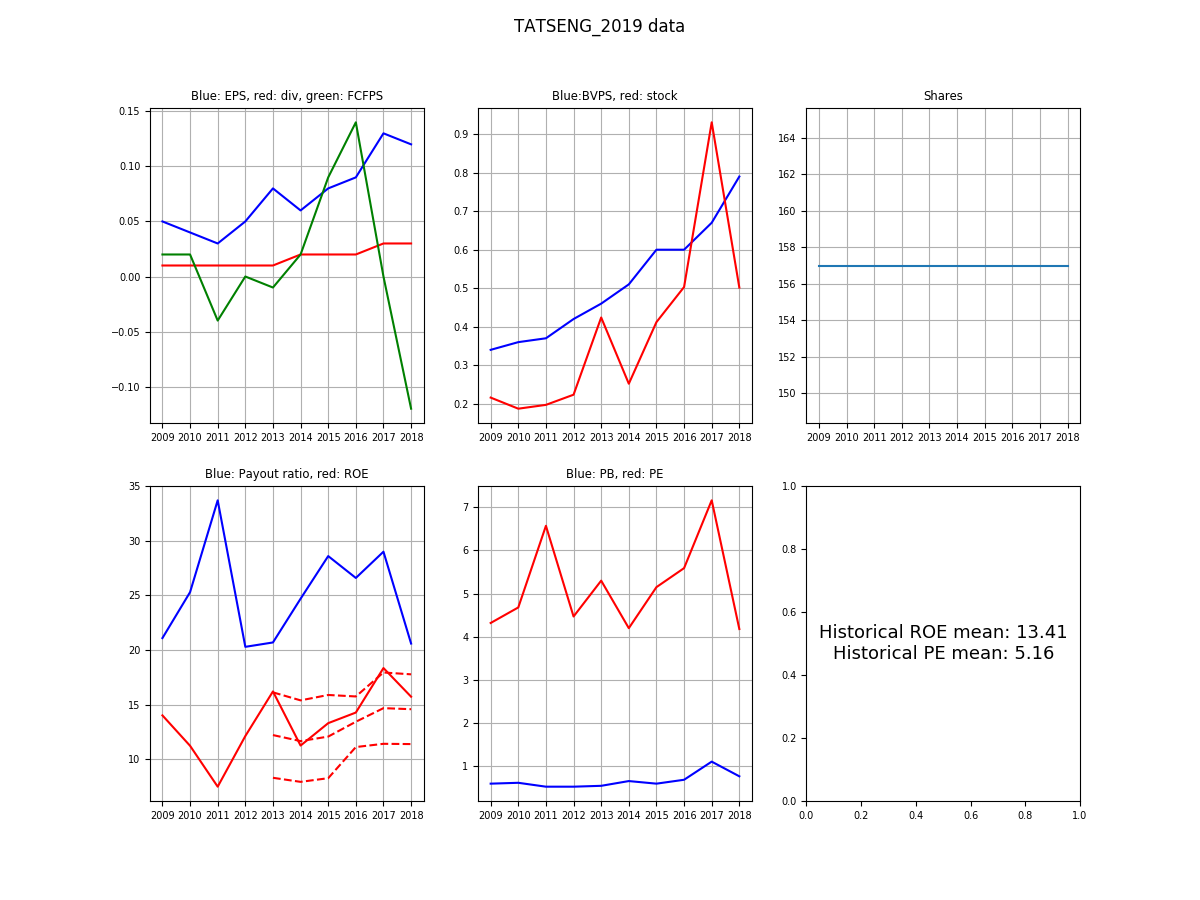 TATSENG_2019 data
Blue: EPS, red: div, green: FCFPS
0.15
0.10
0.05
0.00
−0.05
−0.10
2009 2010 2011 2012 2013 2014 2015 2016 2017 2018
Blue:BVPS, red: stock
0.9
0.8
0.7
0.6
0.5
0.4
0.3
0.2
2009 2010 2011 2012 2013 2014 2015 2016 2017 2018
Shares
164
162
160
158
156
154
152
150
2009 2010 2011 2012 2013 2014 2015 2016 2017 2018
Blue: Payout ratio, red: ROE
35
30
25
20
15
10
2009 2010 2011 2012 2013 2014 2015 2016 2017 2018
Blue: PB, red: PE
7
6
5
4
3
2
1
2009 2010 2011 2012 2013 2014 2015 2016 2017 2018
1.0
0.8
0.6
0.4
0.2
0.0
Historical ROE mean: 13.41
Historical PE mean: 5.16
0.0 0.2 0.4 0.6 0.8 1.0